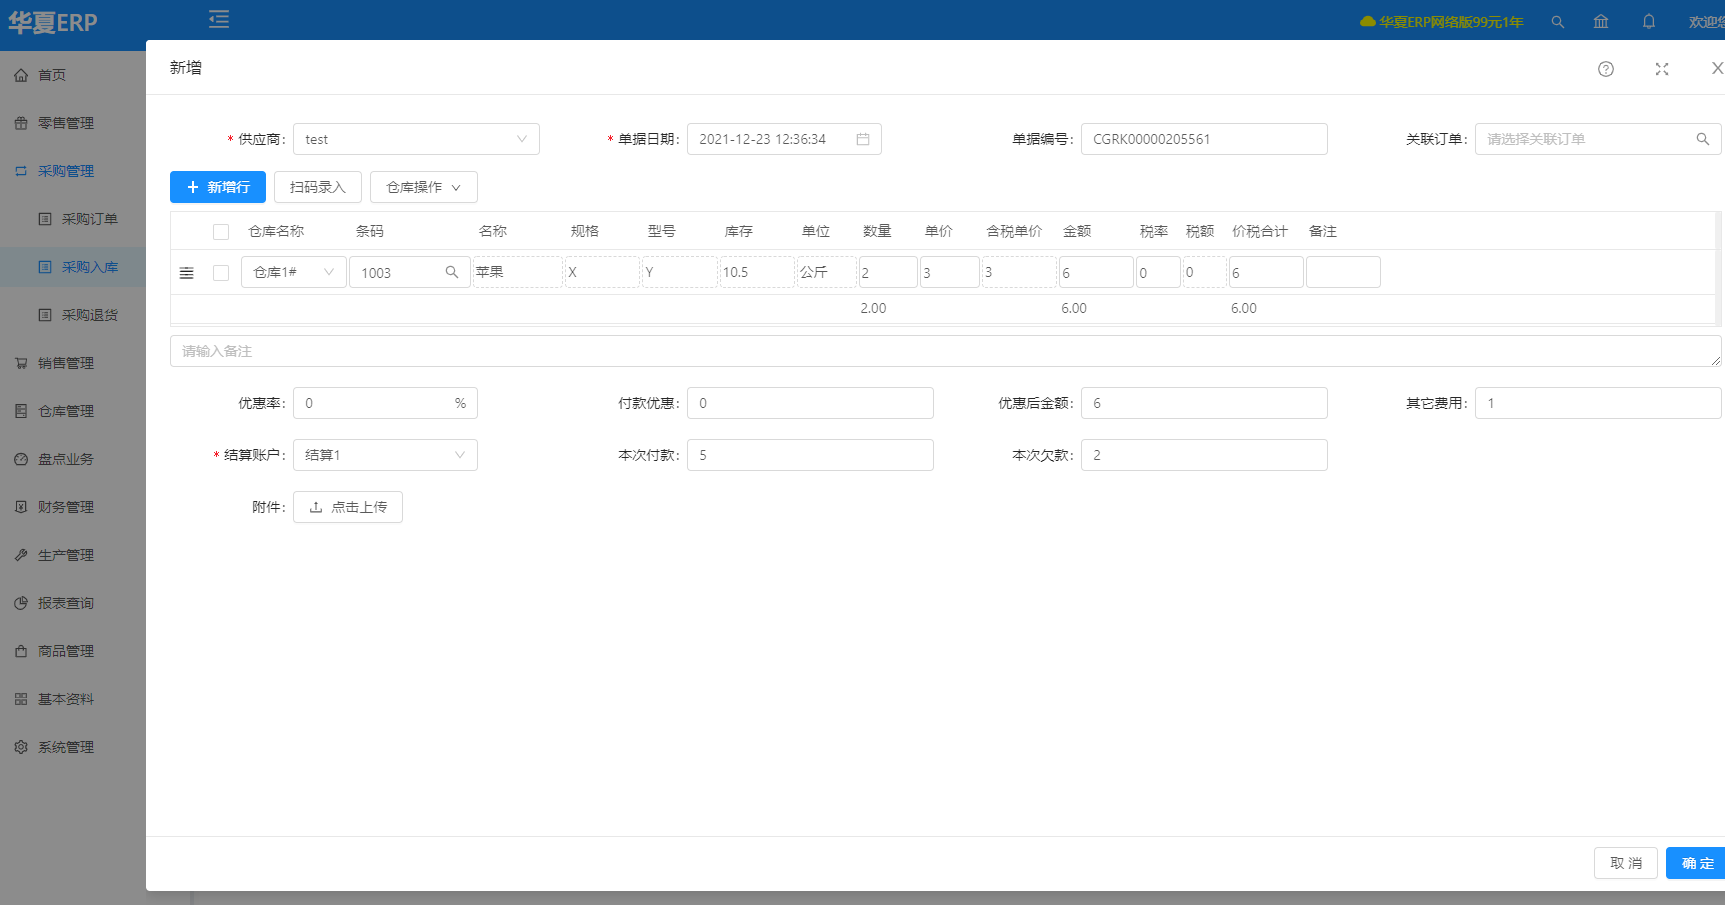 华夏ERP
华夏ERP网络版99元1年
欢迎您
首页
零售管理
采购管理
采购订单
采购入库
采购退货
销售管理
仓库管理
盘点业务
财务管理
生产管理
报表查询
商品管理
基本资料
系统管理
新增
* 供应商: test * 单据日期: 2021-12-23 12:36:34 单据编号: CGRK00000205561 关联订单: 请选择关联订单
+ 新增行 扫码录入 仓库操作
仓库名称 条码 名称 规格 型号 库存 单位 数量 单价 含税单价 金额 税率 税额 价税合计 备注
仓库1# 1003 苹果 X Y 10.5 公斤 2 3 3 6 0 0 6
2.00 6.00 6.00
请输入备注
优惠率: 0 % 付款优惠: 0 优惠后金额: 6 其它费用: 1
* 结算账户: 结算1 本次付款: 5 本次欠款: 2
附件: 点击上传
取 消 确 定